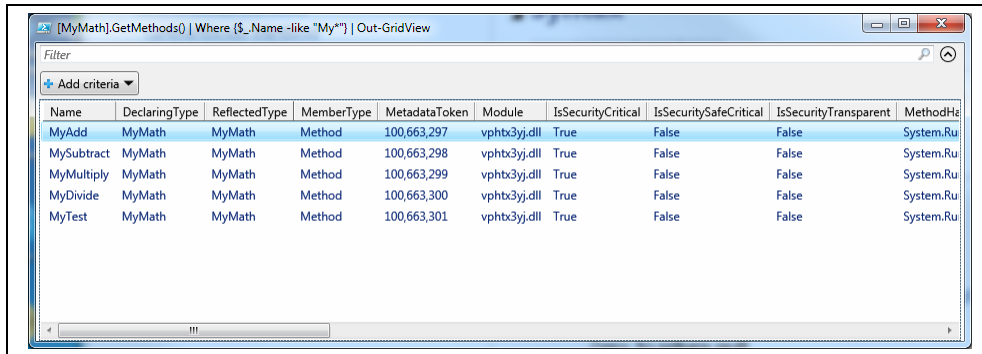 [MyMath].GetMethods() | Where {$_.Name -like "My*"} | Out-GridView
Filter
Add criteria
Name DeclaringType ReflectedType MemberType MetadataToken Module IsSecurityCritical IsSecuritySafeCritical IsSecurityTransparent MethodHa
MyAdd MyMath MyMath Method 100,663,297 vphtx3yj.dll True False False System.Ru
MySubtract MyMath MyMath Method 100,663,298 vphtx3yj.dll True False False System.Ru
MyMultiply MyMath MyMath Method 100,663,299 vphtx3yj.dll True False False System.Ru
MyDivide MyMath MyMath Method 100,663,300 vphtx3yj.dll True False False System.Ru
MyTest MyMath MyMath Method 100,663,301 vphtx3yj.dll True False False System.Ru